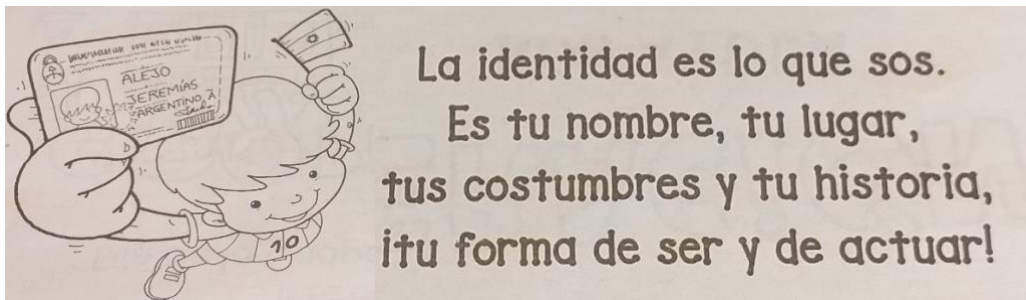 ALEJO
JEREMÍAS
ARGENTINO
10
La identidad es lo que sos.
Es tu nombre, tu lugar,
tus costumbres y tu historia,
¡tu forma de ser y de actuar!